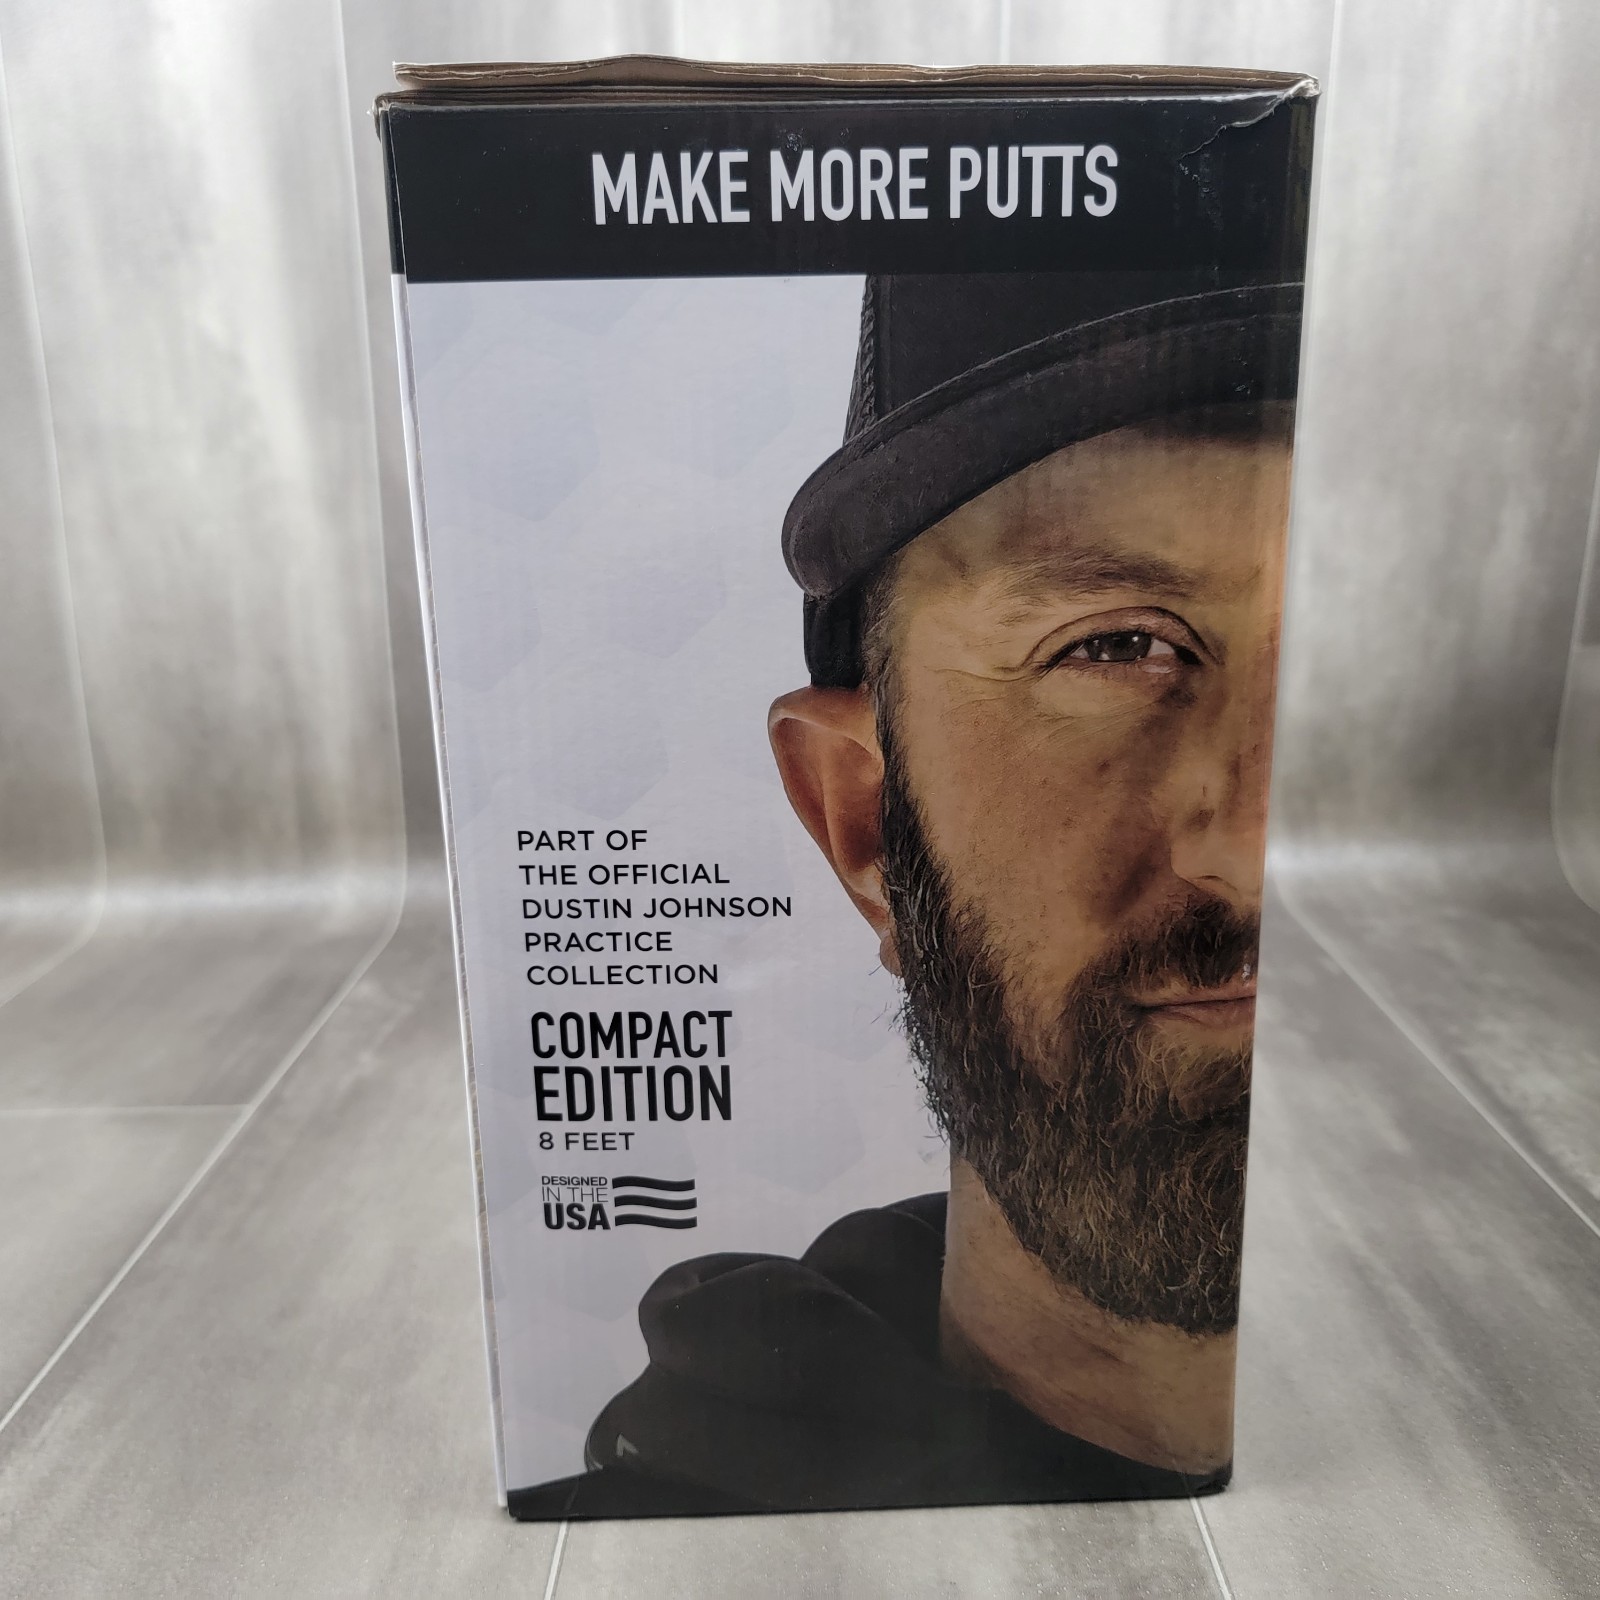 MAKE MORE PUTTS
PART OF
THE OFFICIAL
DUSTIN JOHNSON
PRACTICE
COLLECTION
COMPACT
EDITION
8 FEET
DESIGNED
IN THE
USA